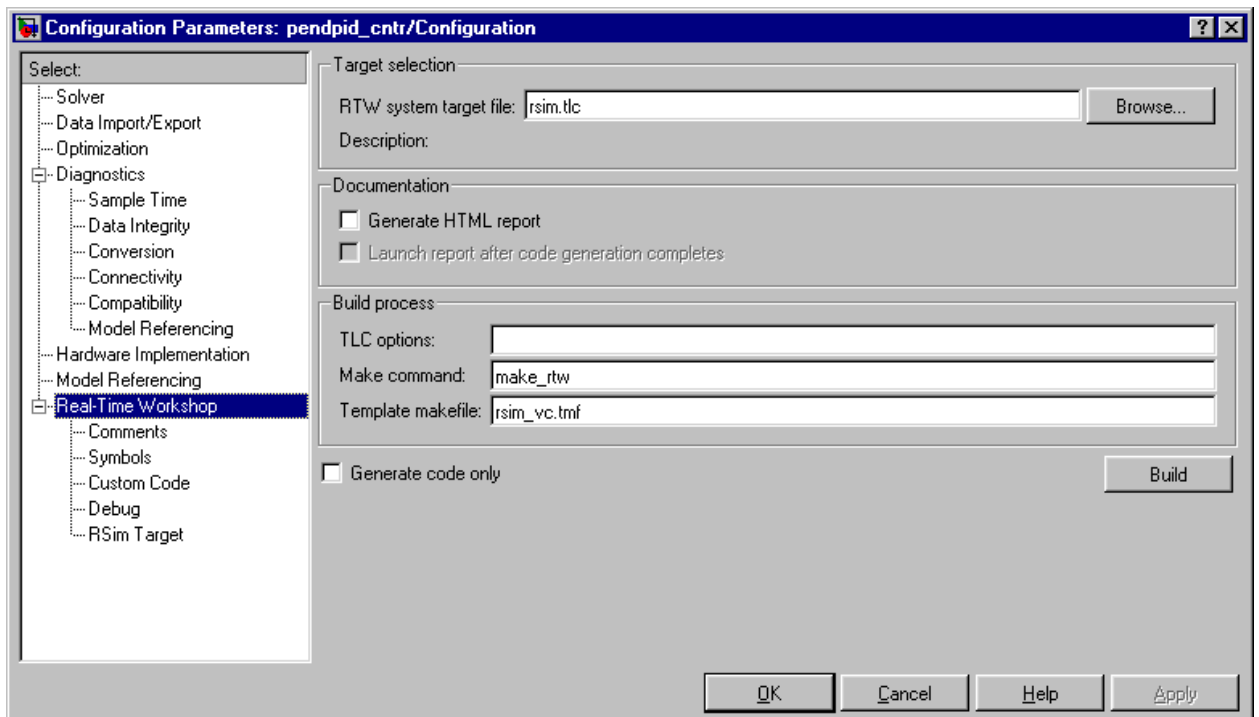 Configuration Parameters: pendpid_cntr/Configuration
Select:
Solver
Data Import/Export
Optimization
Diagnostics
Sample Time
Data Integrity
Conversion
Connectivity
Compatibility
Model Referencing
Hardware Implementation
Model Referencing
Real-Time Workshop
Comments
Symbols
Custom Code
Debug
RSim Target
Target selection
RTW system target file: rsim.tlc Browse...
Description:
Documentation
Generate HTML report
Launch report after code generation completes
Build process
TLC options:
Make command: make_rtw
Template makefile: rsim_vc.tmf
Generate code only Build
OK Cancel Help Apply